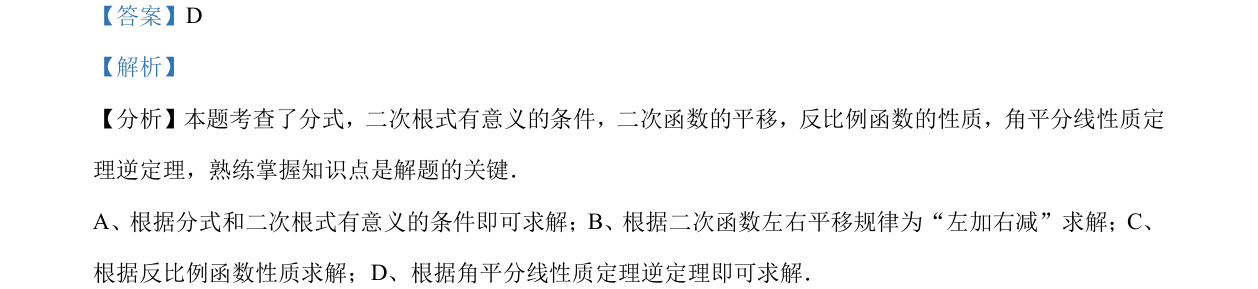 【答案】D
【解析】
【分析】本题考查了分式，二次根式有意义的条件，二次函数的平移，反比例函数的性质，角平分线性质定
理逆定理，熟练掌握知识点是解题的关键．
A、根据分式和二次根式有意义的条件即可求解；B、根据二次函数左右平移规律为“左加右减”求解；C、
根据反比例函数性质求解；D、根据角平分线性质定理逆定理即可求解．